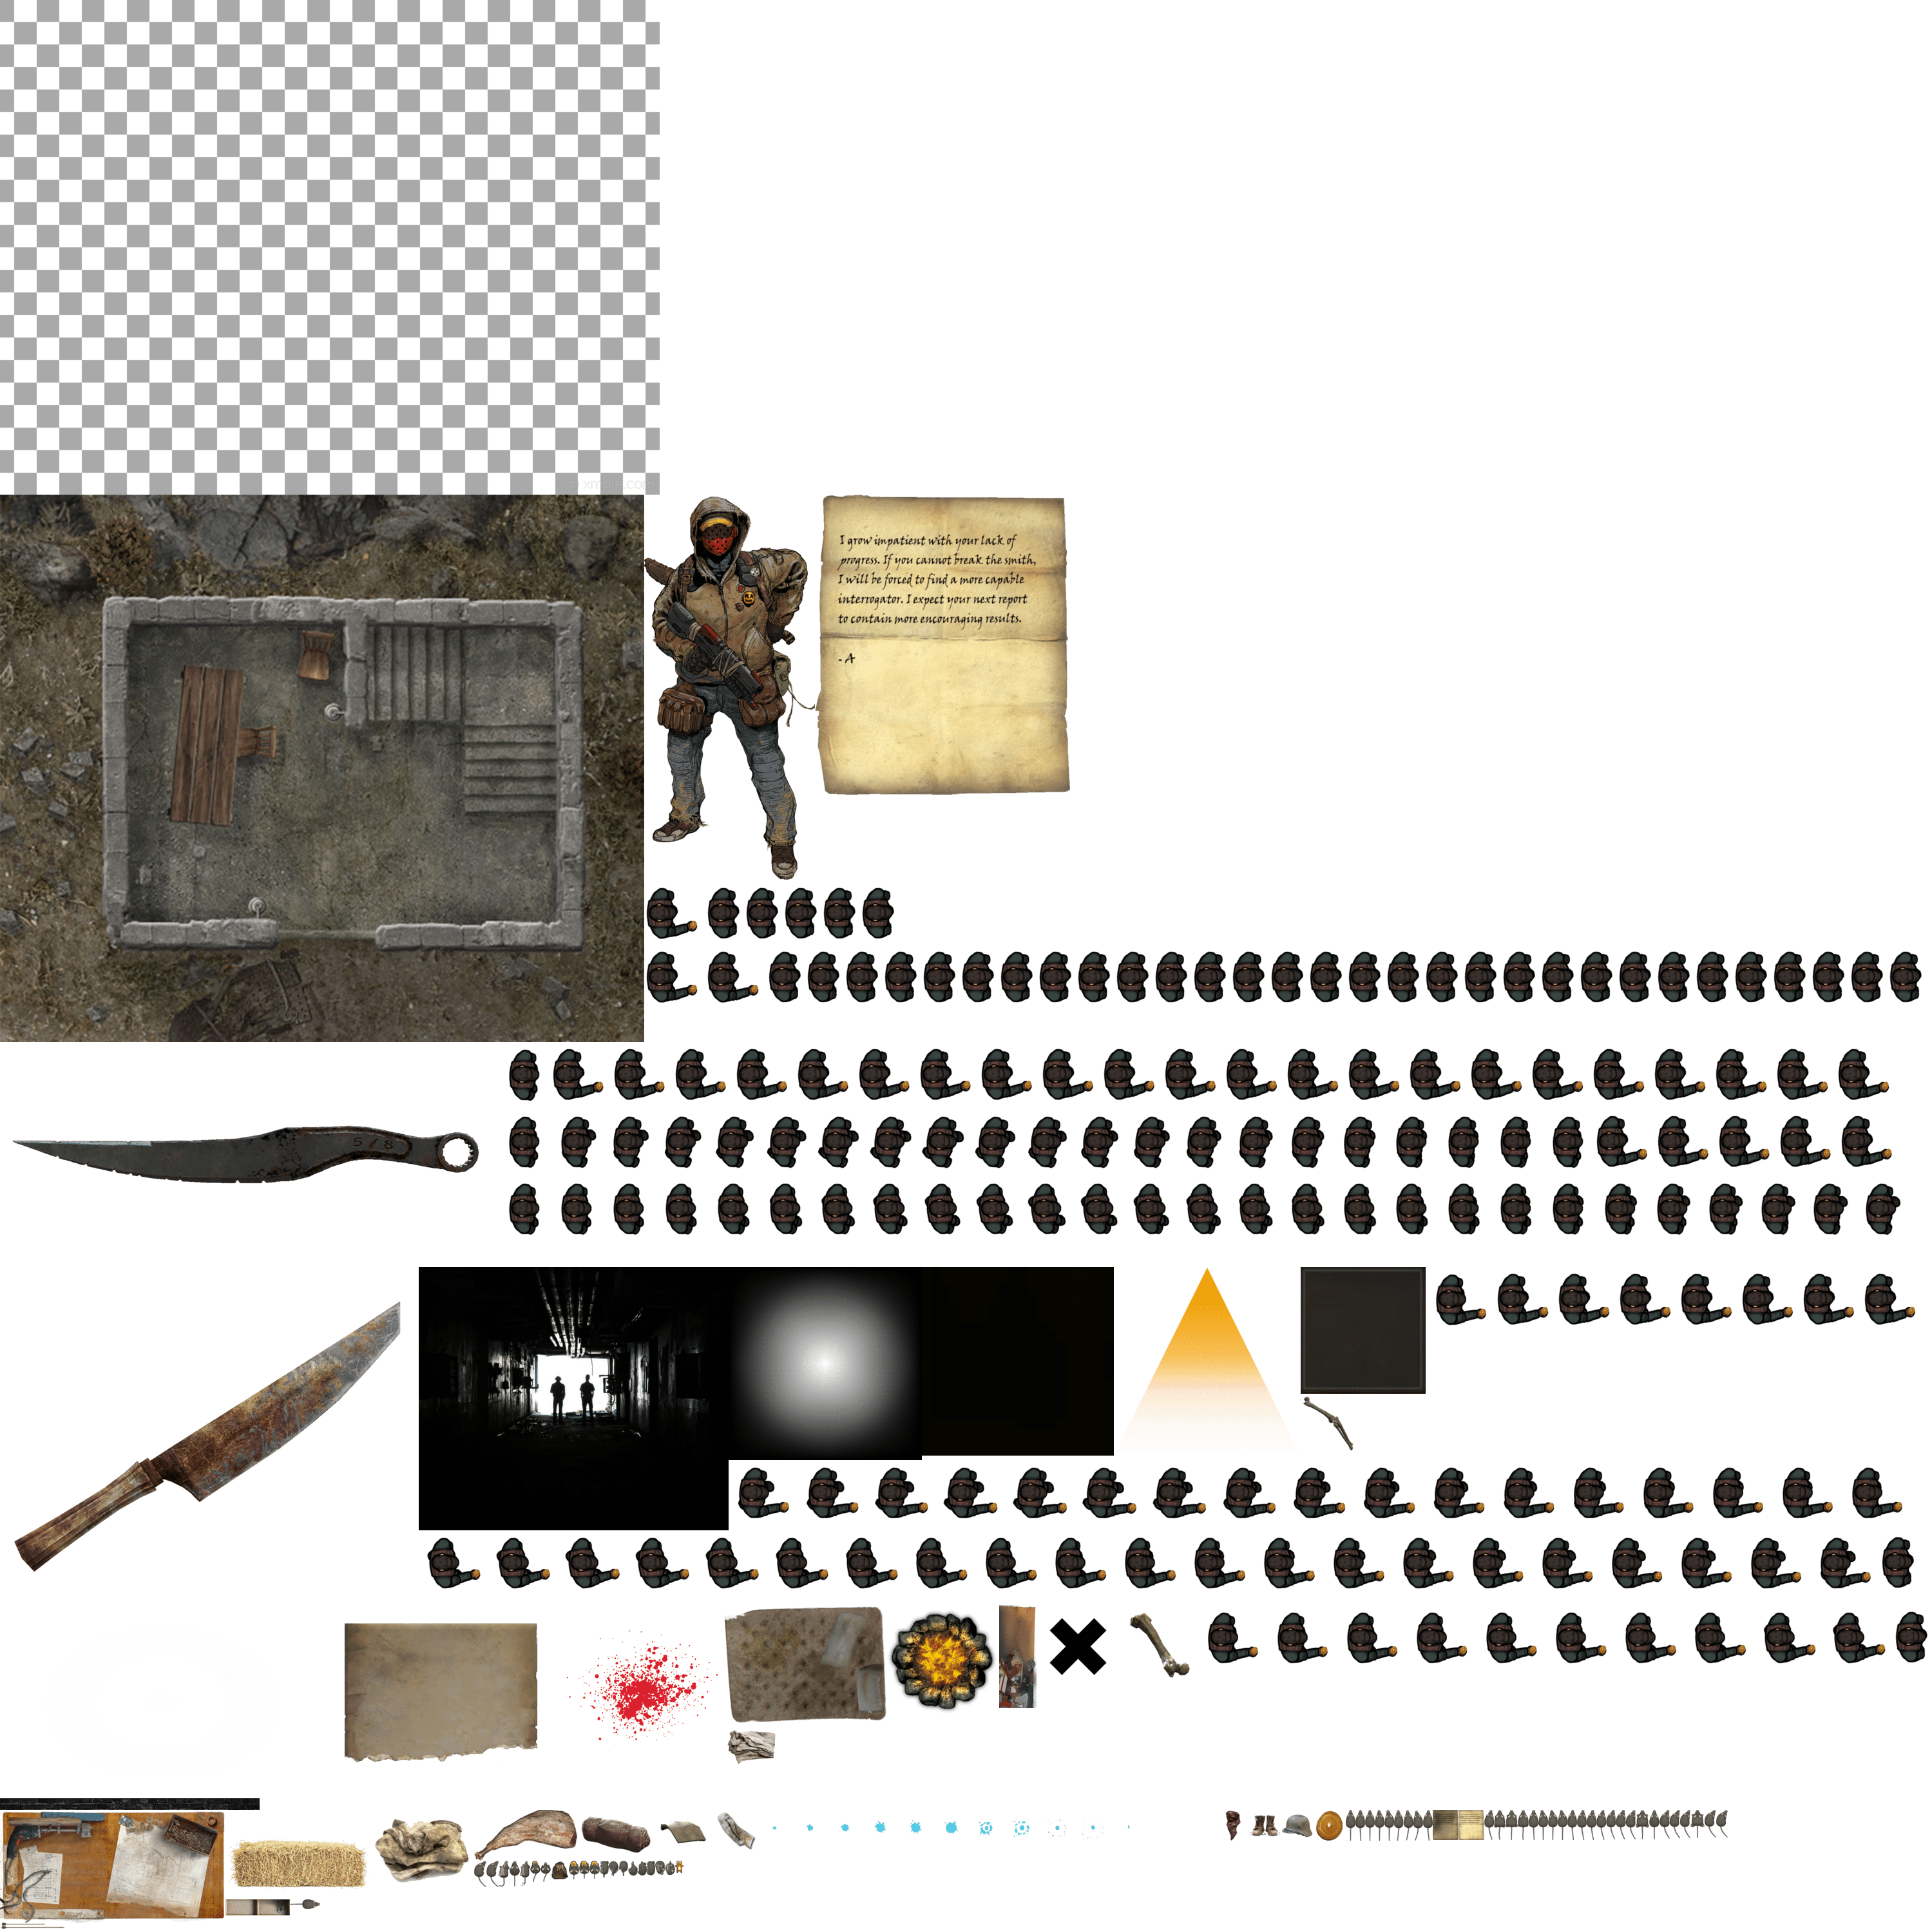 I grow impatient with your lack of
progress. If you cannot break the smith,
I will be forced to find a more capable
interrogator. I expect your next report
to contain more encouraging results.
- A
5/8